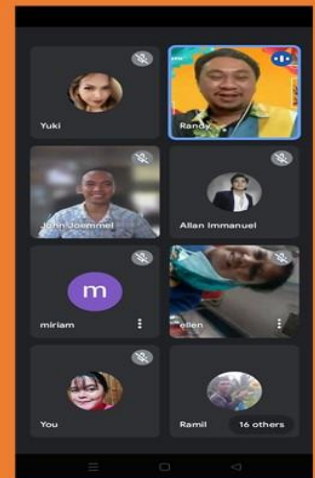 Yuki
Randy
John Joemmel
Allan Immanuel
m
miriam
ellen
You
Ramil
16 others